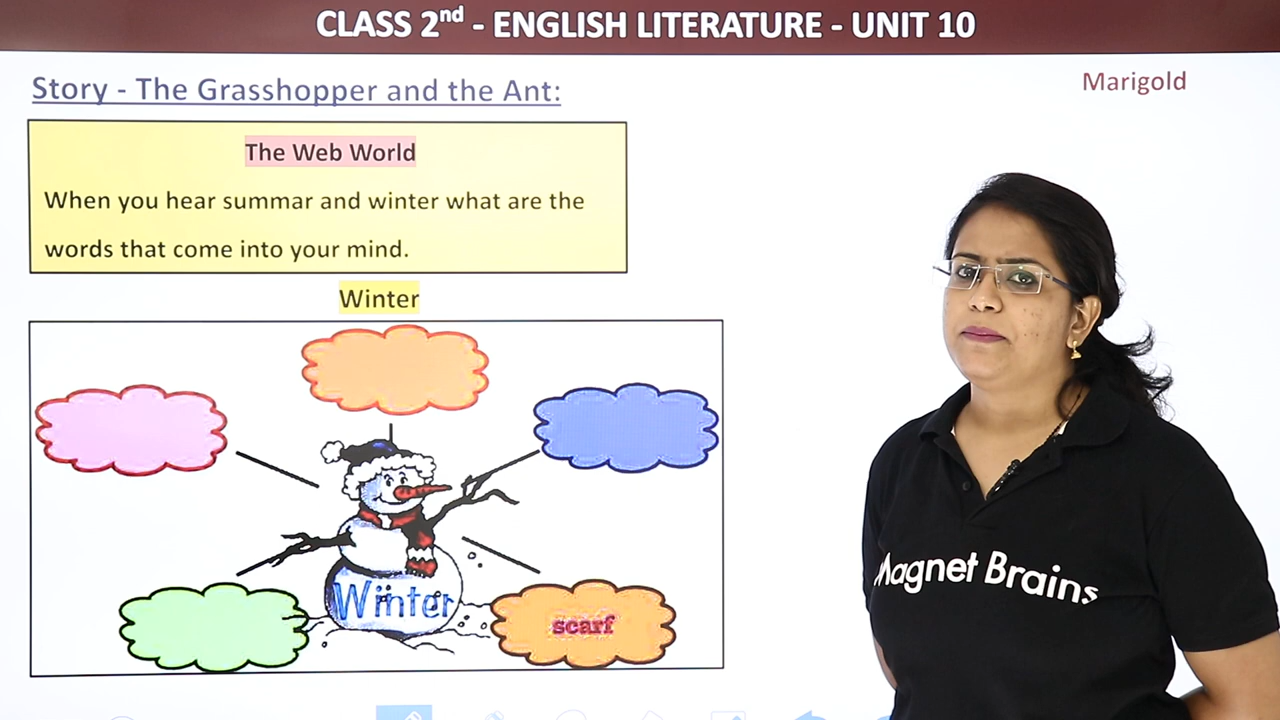 CLASS 2nd - ENGLISH LITERATURE - UNIT 10
Story - The Grasshopper and the Ant:
Marigold
The Web World
When you hear summar and winter what are the
words that come into your mind.
Winter
Winter
scarf
Magnet Brains